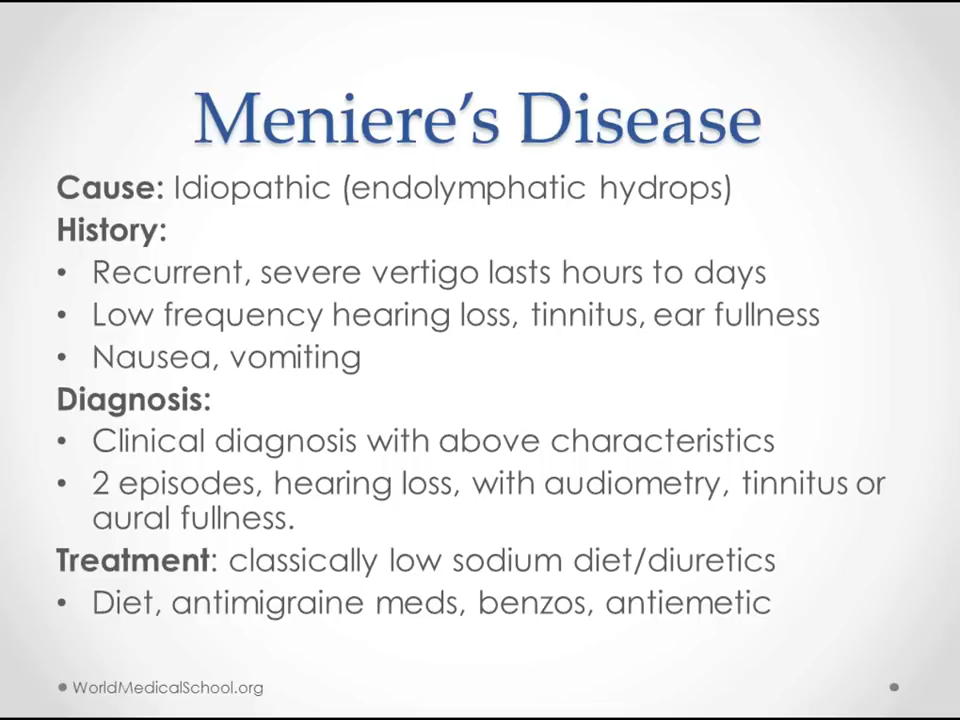 Meniere's Disease
Cause: Idiopathic (endolymphatic hydrops)
History:
• Recurrent, severe vertigo lasts hours to days
• Low frequency hearing loss, tinnitus, ear fullness
• Nausea, vomiting
Diagnosis:
• Clinical diagnosis with above characteristics
• 2 episodes, hearing loss, with audiometry, tinnitus or
aural fullness.
Treatment: classically low sodium diet/diuretics
• Diet, antimigraine meds, benzos, antiemetic
WorldMedicalSchool.org